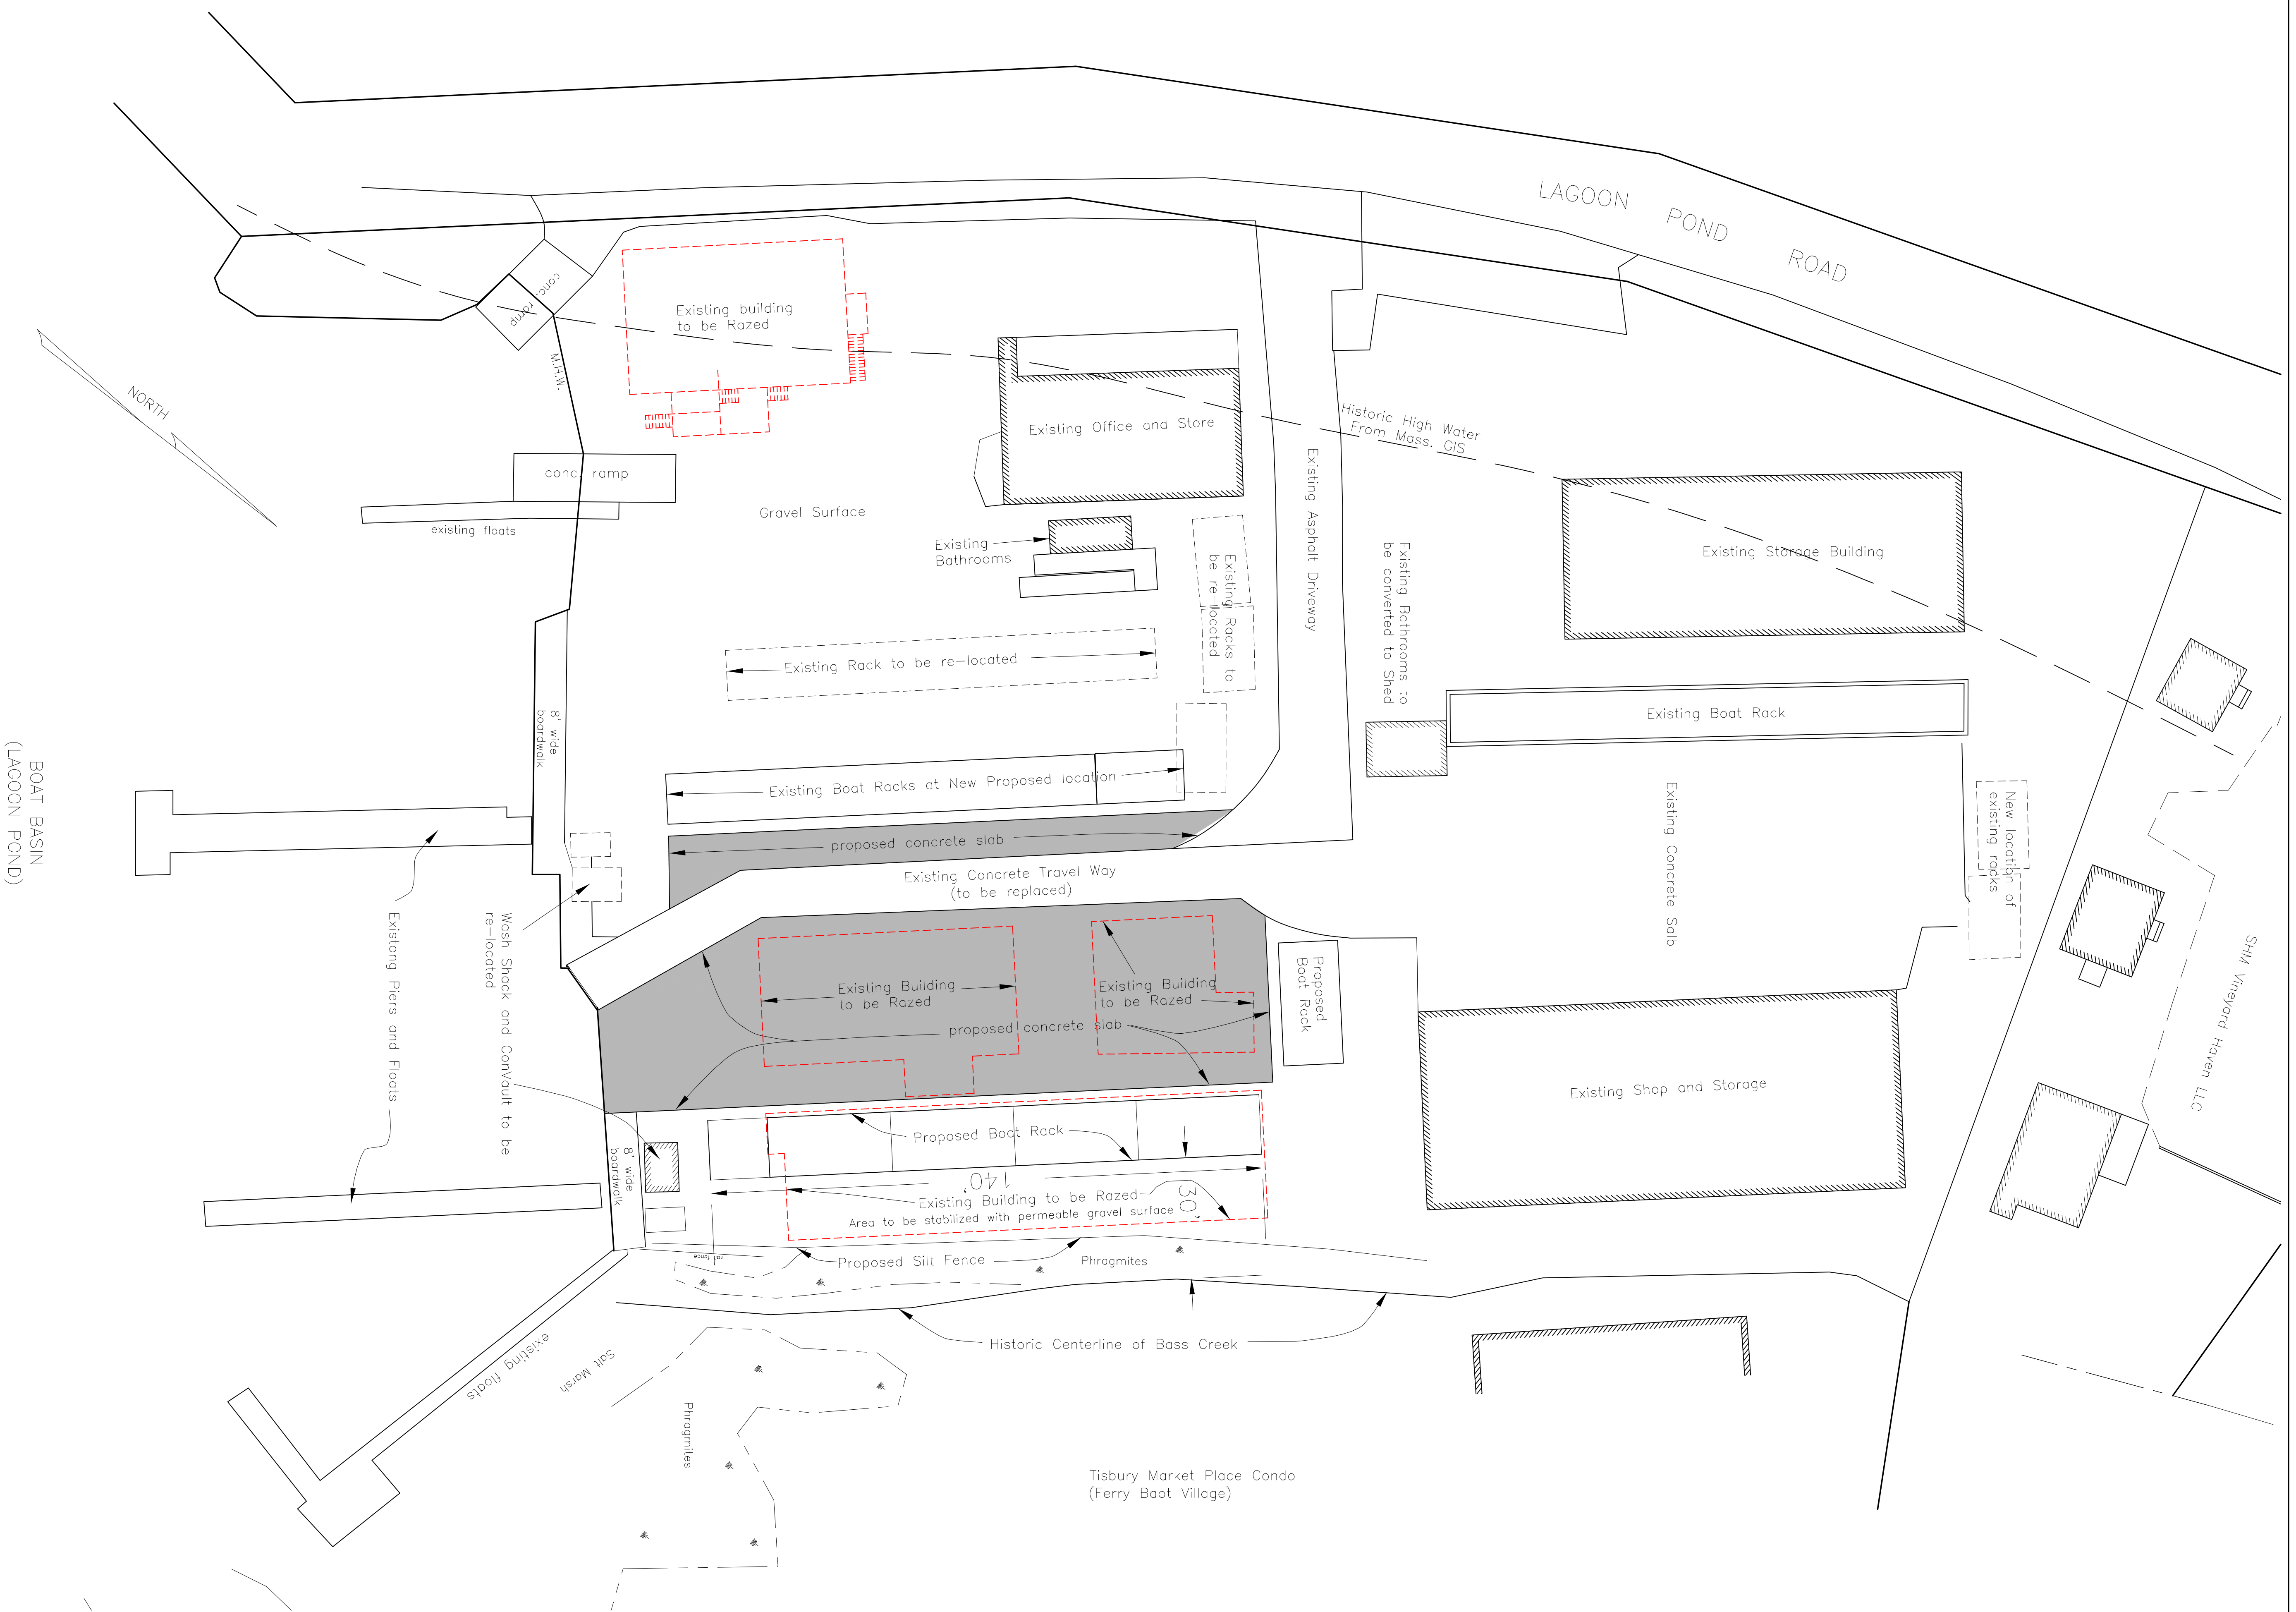 LAGOON POND ROAD
conc. ramp
M.H.W.
NORTH
Existing building
to be Razed
Existing Office and Store
Historic High Water
From Mass. GIS
conc. ramp
existing floats
Gravel Surface
Existing
Bathrooms
Existing Racks to
be re-located
Existing Asphalt Driveway
Existing Bathrooms to
be converted to Shed
Existing Storage Building
Existing Rack to be re-located
Existing Boat Rack
8' wide
boardwalk
BOAT BASIN
(LAGOON POND)
Existing Boat Racks at New Proposed location
proposed concrete slab
Existing Concrete Travel Way
(to be replaced)
Existing Concrete Salb
New location of
existing racks
SHM Vineyard Haven LLC
Existong Piers and Floats
Wash Shack and ConVault to be
re-located
Existing Building
to be Razed
Existing Building
to be Razed
Proposed
Boat Rack
proposed concrete slab
Existing Shop and Storage
Proposed Boat Rack
8' wide
boardwalk
140'
30'
Existing Building to be Razed
Area to be stabilized with permeable gravel surface
rail fence
Proposed Silt Fence
Phragmites
Historic Centerline of Bass Creek
existing floats
Salt Marsh
Phragmites
Tisbury Market Place Condo
(Ferry Baot Village)